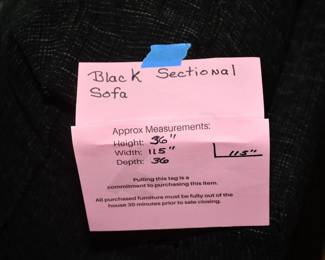 Black Sectional
Sofa
Approx Measurements:
Height: 36"
Width: 115"
Depth: 36
115"
Pulling this tag is a
commitment to purchasing this item.
All purchased furniture must be fully out of the
house 30 minutes prior to sale closing.